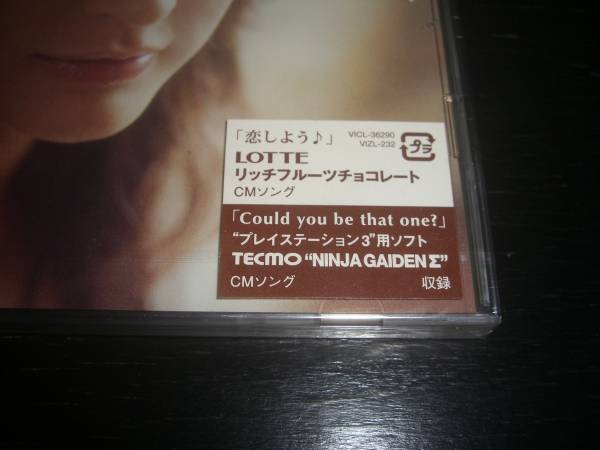 「恋しよう♪」
VICL-36290
VIZL-232
プラ
LOTTE
リッチフルーツチョコレート
CMソング
「Could you be that one?」
“プレイステーション3”用ソフト
TECMO “NINJA GAIDEN Σ”
CMソング 収録